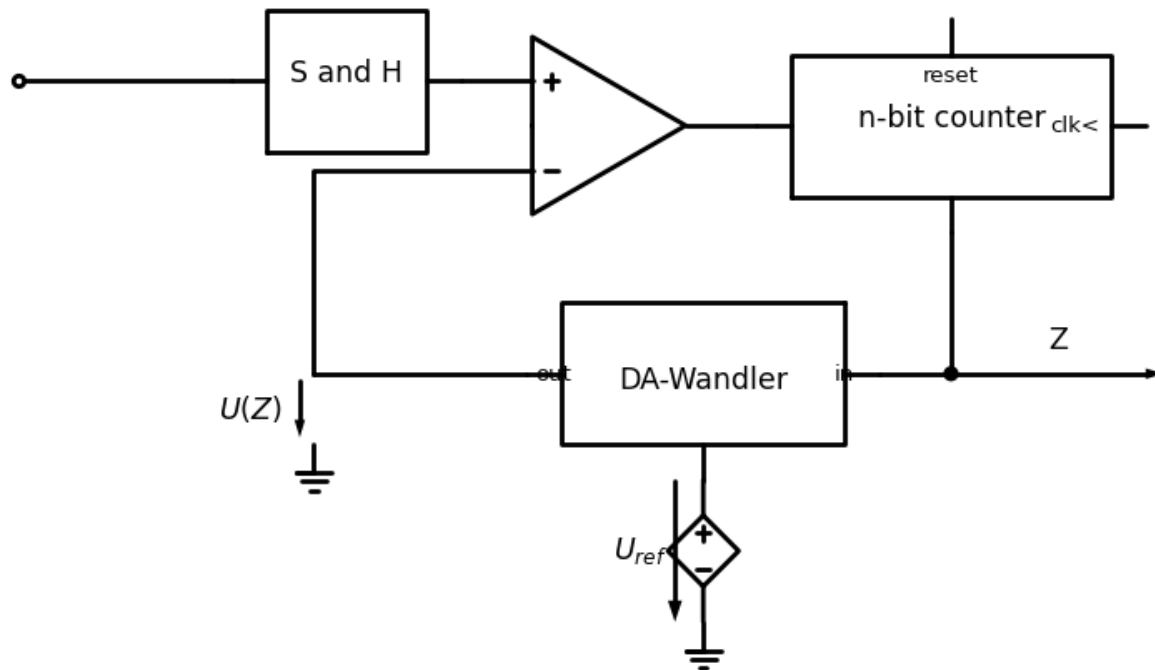 S and H
+
−
reset
n-bit counter
clk<
Z
out
DA-Wandler
in
U(Z)
U_ref
+
−